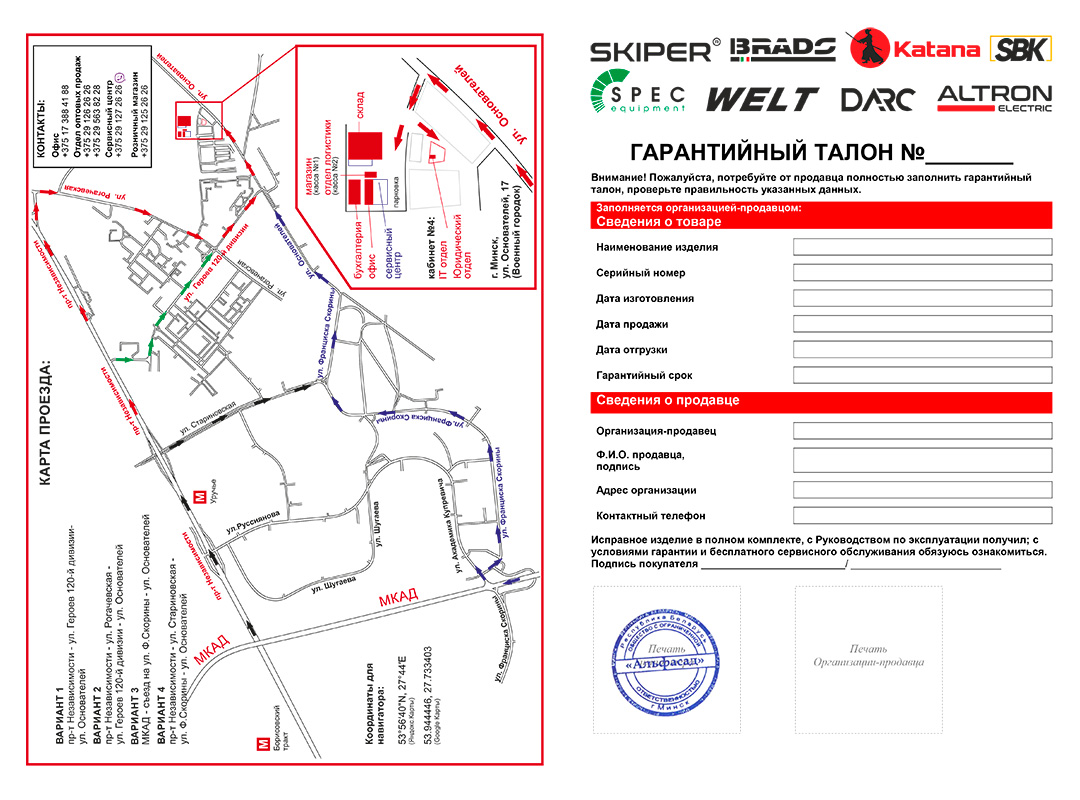 КАРТА ПРОЕЗДА:
КОНТАКТЫ:
Офис
+375 17 388 41 88
Отдел оптовых продаж
+375 29 126 26 26
+375 29 563 82 28
Сервисный центр
+375 29 127 26 26
Розничный магазин
+375 29 125 26 26
ул. Основателей
ул. Рогачевская
пр-т Независимости
ул. Героев 120-й дивизии
ул. Рогачевская
ул. Основателей
ул. Франциска Скорины
пр-т Независимости
ул. Стариновская
ул. Франциска Скорины
М
Уручье
ул. Руссиянова
ул. Шугаева
ул. Шугаева
ул. Академика Купревича
ул. Франциска Скорины
пр-т Независимости
МКАД
МКАД
ул. Франциска Скорины
М
Борисовский
тракт
ул. Основателей
склад
магазин
(касса №1)
отдел логистики
(касса №2)
парковка
бухгалтерия
офис
сервисный
центр
кабинет №4:
IT отдел
Юридический
отдел
г. Минск,
ул. Основателей, 17
(Военный городок)
ВАРИАНТ 1
пр-т Независимости - ул. Героев 120-й дивизии-
ул. Основателей
ВАРИАНТ 2
пр-т Независимости - ул. Рогачевская -
ул. Героев 120-й дивизии - ул. Основателей
ВАРИАНТ 3
МКАД - съезд на ул. Ф.Скорины - ул. Основателей
ВАРИАНТ 4
пр-т Независимости - ул. Стариновская -
ул. Ф.Скорины - ул. Основателей
Координаты для
навигатора:
53°56'40"N, 27°44'E
(Яндекс Карты)
53.944446, 27.733403
(Google Карты)
SKIPER® BRADO Katana SBK
SPEC
equipment
WELT DARC ALTRON
ELECTRIC
ГАРАНТИЙНЫЙ ТАЛОН №_______
Внимание! Пожалуйста, потребуйте от продавца полностью заполнить гарантийный
талон, проверьте правильность указанных данных.
Заполняется организацией-продавцом:
Сведения о товаре
Наименование изделия
Серийный номер
Дата изготовления
Дата продажи
Дата отгрузки
Гарантийный срок
Сведения о продавце
Организация-продавец
Ф.И.О. продавца,
подпись
Адрес организации
Контактный телефон
Исправное изделие в полном комплекте, с Руководством по эксплуатации получил; с
условиями гарантии и бесплатного сервисного обслуживания обязуюсь ознакомиться.
Подпись покупателя ________________________/ _________________________
Республика Беларусь
ОБЩЕСТВО С ОГРАНИЧЕННОЙ
Печать
«Альфасад»
ОТВЕТСТВЕННОСТЬЮ
г Минск
Печать
Организации-продавца